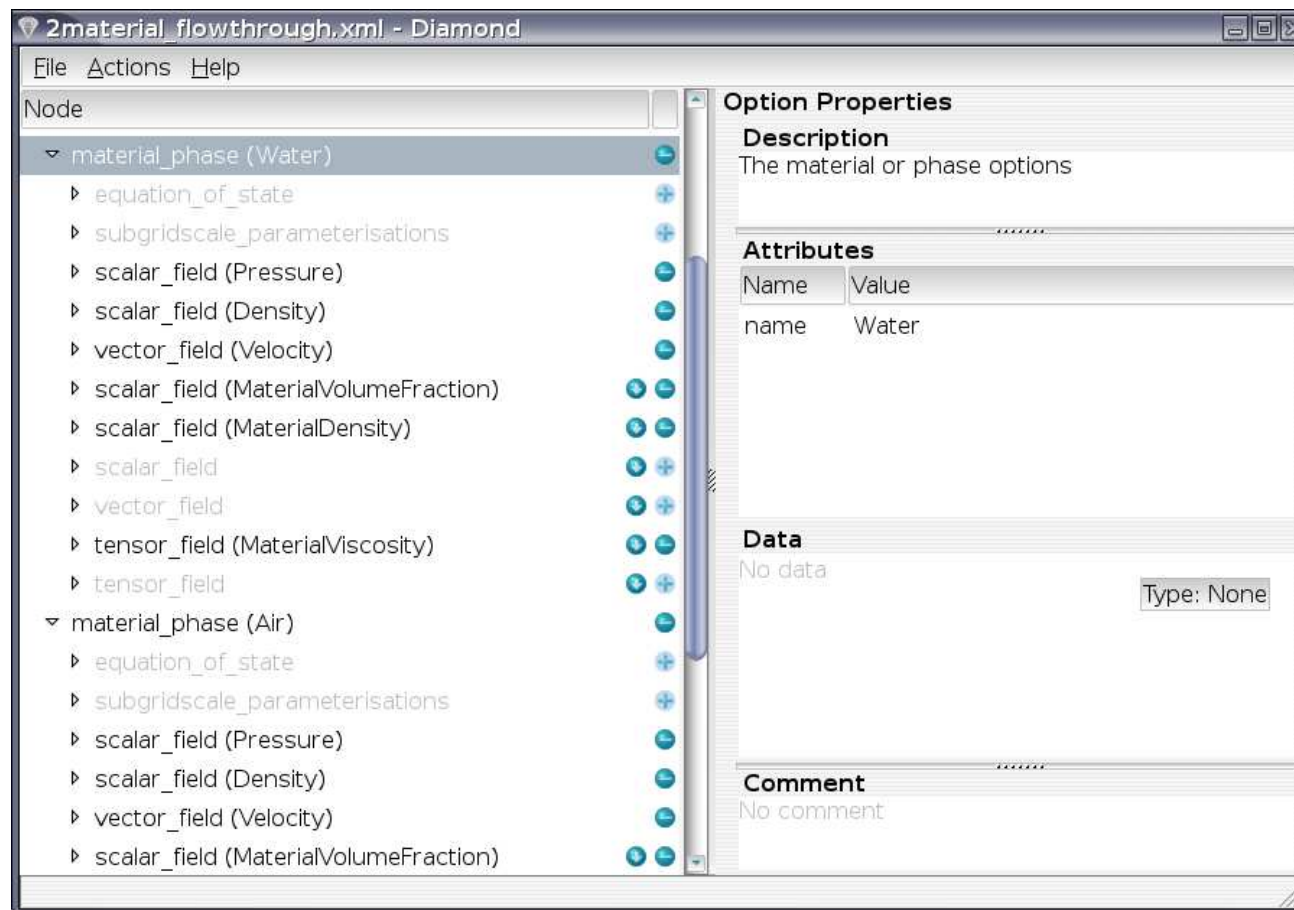 2material_flowthrough.xml - Diamond
File Actions Help
Node
material_phase (Water)
equation_of_state
subgridscale_parameterisations
scalar_field (Pressure)
scalar_field (Density)
vector_field (Velocity)
scalar_field (MaterialVolumeFraction)
scalar_field (MaterialDensity)
scalar_field
vector_field
tensor_field (MaterialViscosity)
tensor_field
material_phase (Air)
equation_of_state
subgridscale_parameterisations
scalar_field (Pressure)
scalar_field (Density)
vector_field (Velocity)
scalar_field (MaterialVolumeFraction)
Option Properties
Description
The material or phase options
Attributes
Name Value
name Water
Data
No data
Type: None
Comment
No comment